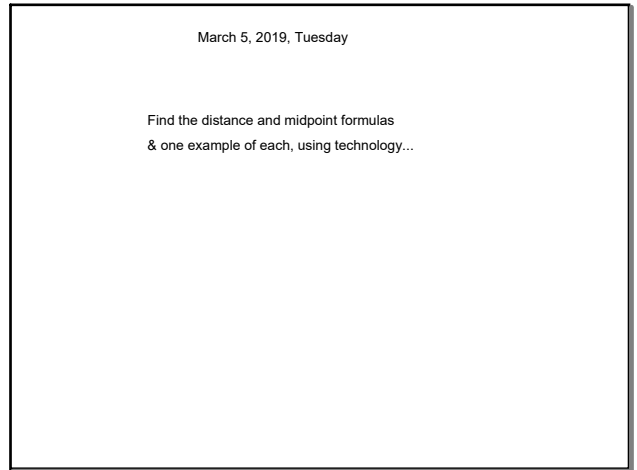 March 5, 2019, Tuesday
Find the distance and midpoint formulas
& one example of each, using technology...